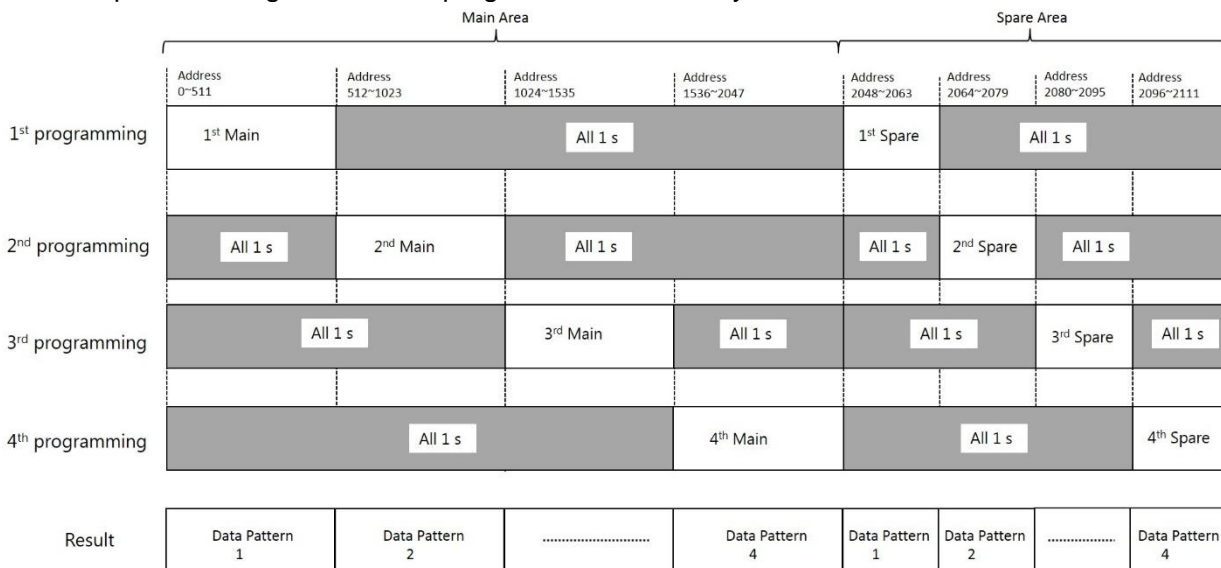 Main Area
Spare Area
Address
0~511
Address
512~1023
Address
1024~1535
Address
1536~2047
Address
2048~2063
Address
2064~2079
Address
2080~2095
Address
2096~2111
1st programming
1st Main
All 1 s
1st Spare
All 1 s
2nd programming
All 1 s
2nd Main
All 1 s
All 1 s
2nd Spare
All 1 s
3rd programming
All 1 s
3rd Main
All 1 s
All 1 s
3rd Spare
All 1 s
4th programming
All 1 s
4th Main
All 1 s
4th Spare
Result
Data Pattern
1
Data Pattern
2
............................
Data Pattern
4
Data Pattern
1
Data Pattern
2
..................
Data Pattern
4